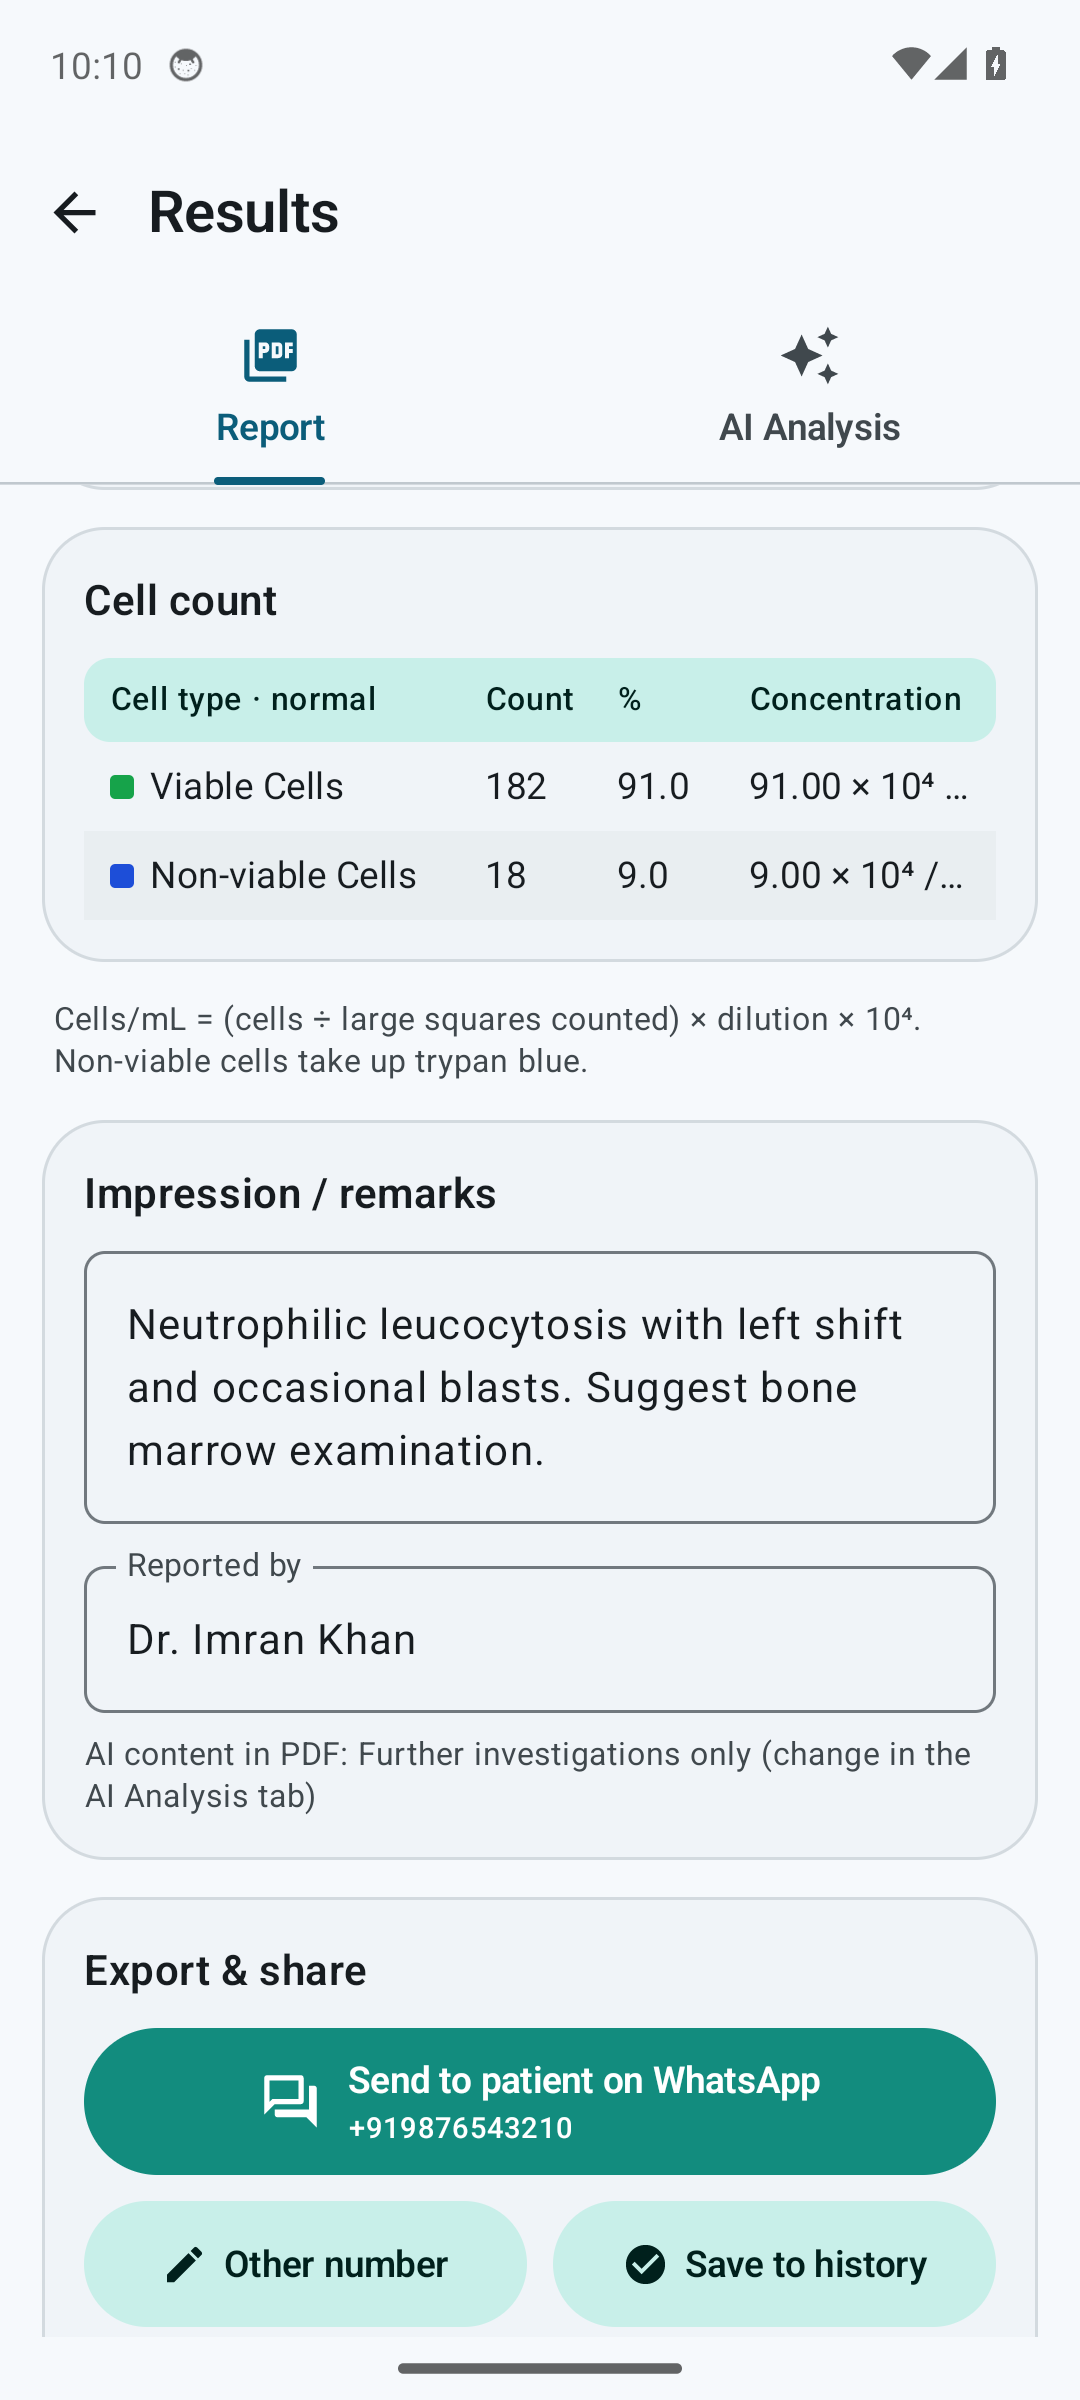 10:10
Results
PDF
Report
AI Analysis
Cell count
Cell type · normal Count % Concentration
Viable Cells 182 91.0 91.00 × 10⁴ ...
Non-viable Cells 18 9.0 9.00 × 10⁴ /...
Cells/mL = (cells ÷ large squares counted) × dilution × 10⁴.
Non-viable cells take up trypan blue.
Impression / remarks
Neutrophilic leucocytosis with left shift
and occasional blasts. Suggest bone
marrow examination.
Reported by
Dr. Imran Khan
AI content in PDF: Further investigations only (change in the
AI Analysis tab)
Export & share
Send to patient on WhatsApp
+919876543210
Other number
Save to history